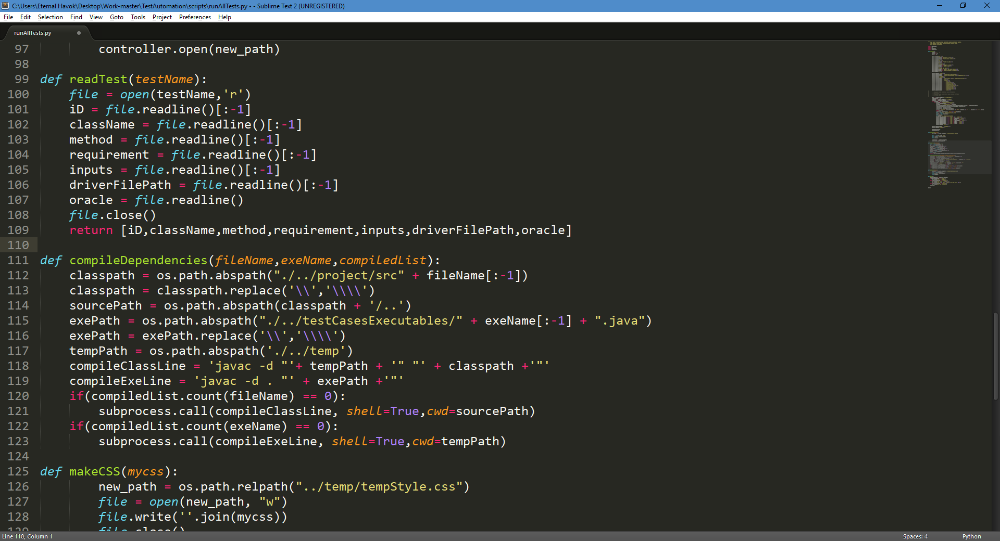 C:\Users\Eternal Havok\Desktop\Work-master\TestAutomation\scripts\runAllTests.py • - Sublime Text 2 (UNREGISTERED)
File Edit Selection Find View Goto Tools Project Preferences Help
runAllTests.py
97         controller.open(new_path)
98
99 def readTest(testName):
100     file = open(testName,'r')
101     iD = file.readline()[:-1]
102     className = file.readline()[:-1]
103     method = file.readline()[:-1]
104     requirement = file.readline()[:-1]
105     inputs = file.readline()[:-1]
106     driverFilePath = file.readline()[:-1]
107     oracle = file.readline()
108     file.close()
109     return [iD,className,method,requirement,inputs,driverFilePath,oracle]
110
111 def compileDependencies(fileName,exeName,compiledList):
112     classpath = os.path.abspath("./../project/src" + fileName[:-1])
113     classpath = classpath.replace('\\','\\\\')
114     sourcePath = os.path.abspath(classpath + '/..')
115     exePath = os.path.abspath("./../testCasesExecutables/" + exeName[:-1] + ".java")
116     exePath = exePath.replace('\\','\\\\')
117     tempPath = os.path.abspath('./../temp')
118     compileClassLine = 'javac -d "'+ tempPath + '" "' + classpath +'"'
119     compileExeLine = 'javac -d . "' + exePath +'"'
120     if(compiledList.count(fileName) == 0):
121         subprocess.call(compileClassLine, shell=True,cwd=sourcePath)
122     if(compiledList.count(exeName) == 0):
123         subprocess.call(compileExeLine, shell=True,cwd=tempPath)
124
125 def makeCSS(mycss):
126         new_path = os.path.relpath("../temp/tempStyle.css")
127         file = open(new_path, "w")
128         file.write(''.join(mycss))
129         file.close()
Line 110, Column 1 Spaces: 4 Python